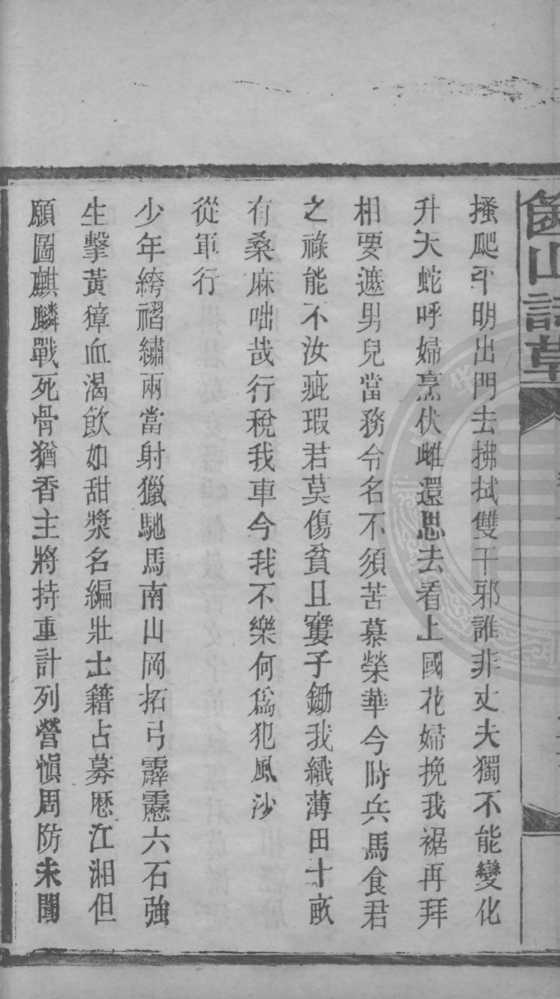 山詩草
搔爬平明出門去拂拭雙干邪誰非丈夫獨不能變化
升天蛇呼婦烹伏雌還思去看上國花婦挽我裾再拜
相要遮男兒當務令名不須苦慕榮華今時兵馬食君
之祿能不汝疵瑕君莫傷貧且窶子鋤我織薄田十畝
有桑麻咄哉行稅我車今我不樂何爲犯風沙
從軍行
少年綺褶繡兩當射獵馳馬南山岡拓弓霹靂六石強
生擊黃獐血渴飲如甜漿名編壯士籍占募歷江湘但
願圖麒麟戰死骨猶香主將持重計列營愼周防未聞